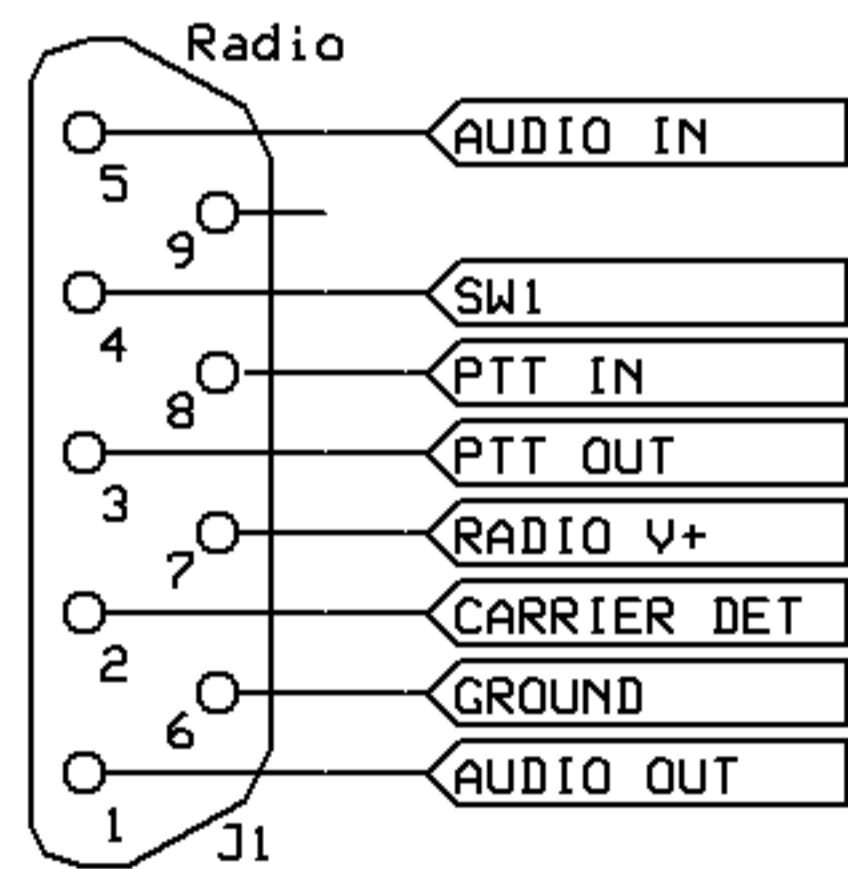 Radio
5 AUDIO IN
9
4 SW1
8 PTT IN
3 PTT OUT
7 RADIO V+
2 CARRIER DET
6 GROUND
1 AUDIO OUT
J1